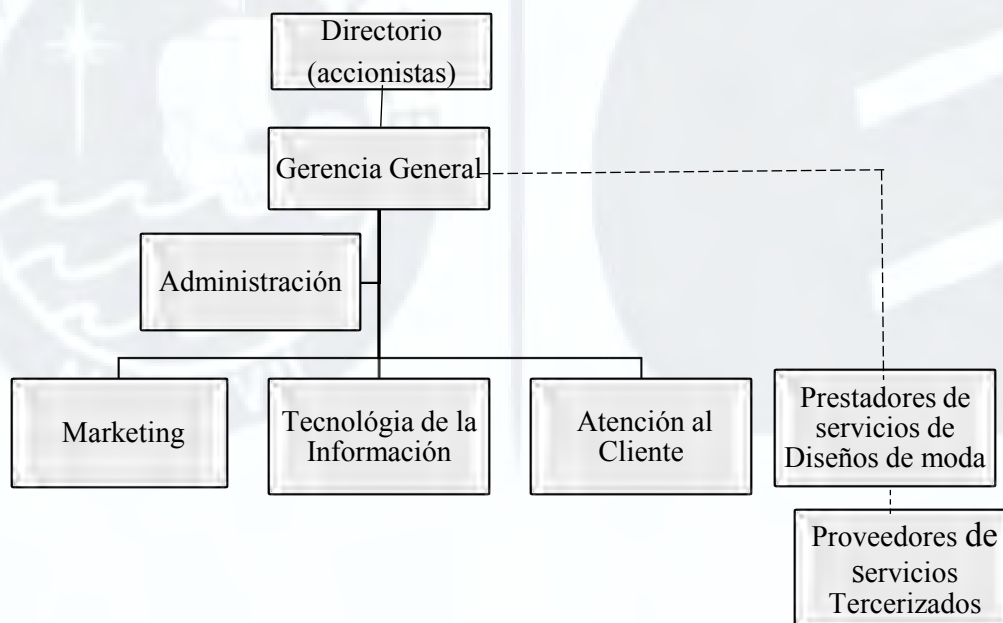 Directorio
(accionistas)
Gerencia General
Administración
Marketing
Tecnológia de la
Información
Atención al
Cliente
Prestadores de
servicios de
Diseños de moda
Proveedores de
servicios
Tercerizados